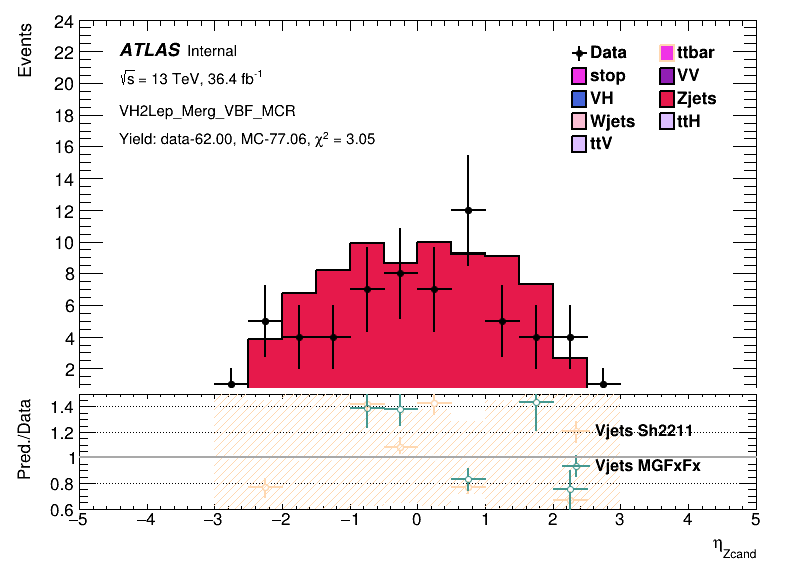 Events
24
22
20
18
16
14
12
10
8
6
4
2
ATLAS Internal
√s = 13 TeV, 36.4 fb⁻¹
VH2Lep_Merg_VBF_MCR
Yield: data-62.00, MC-77.06, χ² = 3.05
Data ttbar
stop VV
VH Zjets
Wjets ttH
ttV
Pred./Data
1.4
1.2
1
0.8
0.6
Vjets Sh2211
Vjets MGFxFx
−5 −4 −3 −2 −1 0 1 2 3 4 5
η_Zcand